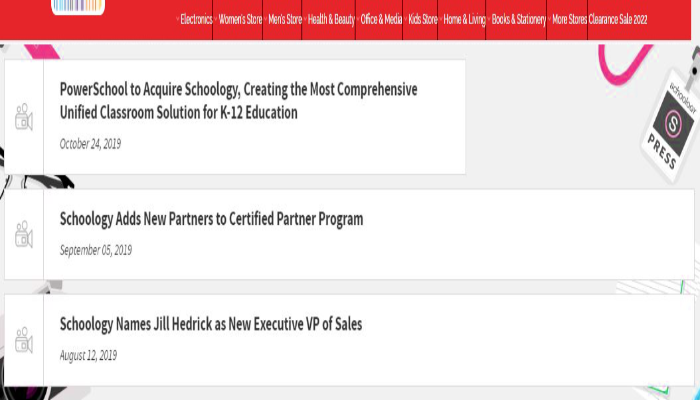 Electronics Women's Store Men's Store Health & Beauty Office & Media Kids Store Home & Living Books & Stationery More Stores Clearance Sale 2022
PowerSchool to Acquire Schoology, Creating the Most Comprehensive
Unified Classroom Solution for K-12 Education
October 24, 2019
schoology
S
PRESS
Schoology Adds New Partners to Certified Partner Program
September 05, 2019
Schoology Names Jill Hedrick as New Executive VP of Sales
August 12, 2019